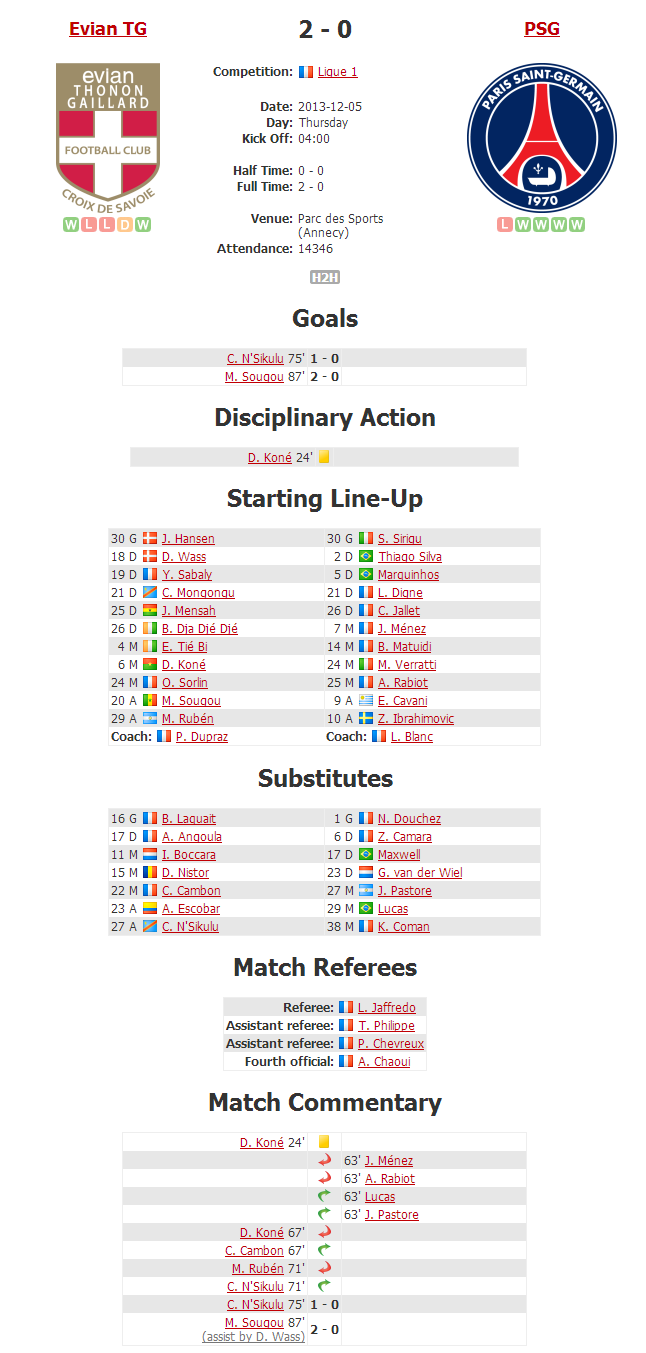 Evian TG
2 - 0
PSG
evian
THONON
GAILLARD
FOOTBALL CLUB
CROIX DE SAVOIE
W L L D W
Competition: Ligue 1
Date: 2013-12-05
Day: Thursday
Kick Off: 04:00
Half Time: 0 - 0
Full Time: 2 - 0
Venue: Parc des Sports
(Annecy)
Attendance: 14346
H2H
PARIS SAINT-GERMAIN
1970
L W W W W
Goals
C. N'Sikulu 75' 1 - 0
M. Sougou 87' 2 - 0
Disciplinary Action
D. Koné 24'
Starting Line-Up
30 G J. Hansen 30 G S. Sirigu
18 D D. Wass 2 D Thiago Silva
19 D Y. Sabaly 5 D Marquinhos
21 D C. Mongongu 21 D L. Digne
25 D J. Mensah 26 D C. Jallet
26 D B. Dja Djé Djé 7 M J. Ménez
4 M E. Tié Bi 14 M B. Matuidi
6 M D. Koné 24 M M. Verratti
24 M O. Sorlin 25 M A. Rabiot
20 A M. Sougou 9 A E. Cavani
29 A M. Rubén 10 A Z. Ibrahimovic
Coach: P. Dupraz Coach: L. Blanc
Substitutes
16 G B. Laquait 1 G N. Douchez
17 D A. Angoula 6 D Z. Camara
11 M I. Boccara 17 D Maxwell
15 M D. Nistor 23 D G. van der Wiel
22 M C. Cambon 27 M J. Pastore
23 A A. Escobar 29 M Lucas
27 A C. N'Sikulu 38 M K. Coman
Match Referees
Referee: L. Jaffredo
Assistant referee: T. Philippe
Assistant referee: P. Chevreux
Fourth official: A. Chaoui
Match Commentary
D. Koné 24'
63' J. Ménez
63' A. Rabiot
63' Lucas
63' J. Pastore
D. Koné 67'
C. Cambon 67'
M. Rubén 71'
C. N'Sikulu 71'
C. N'Sikulu 75' 1 - 0
M. Sougou 87' 2 - 0
(assist by D. Wass)